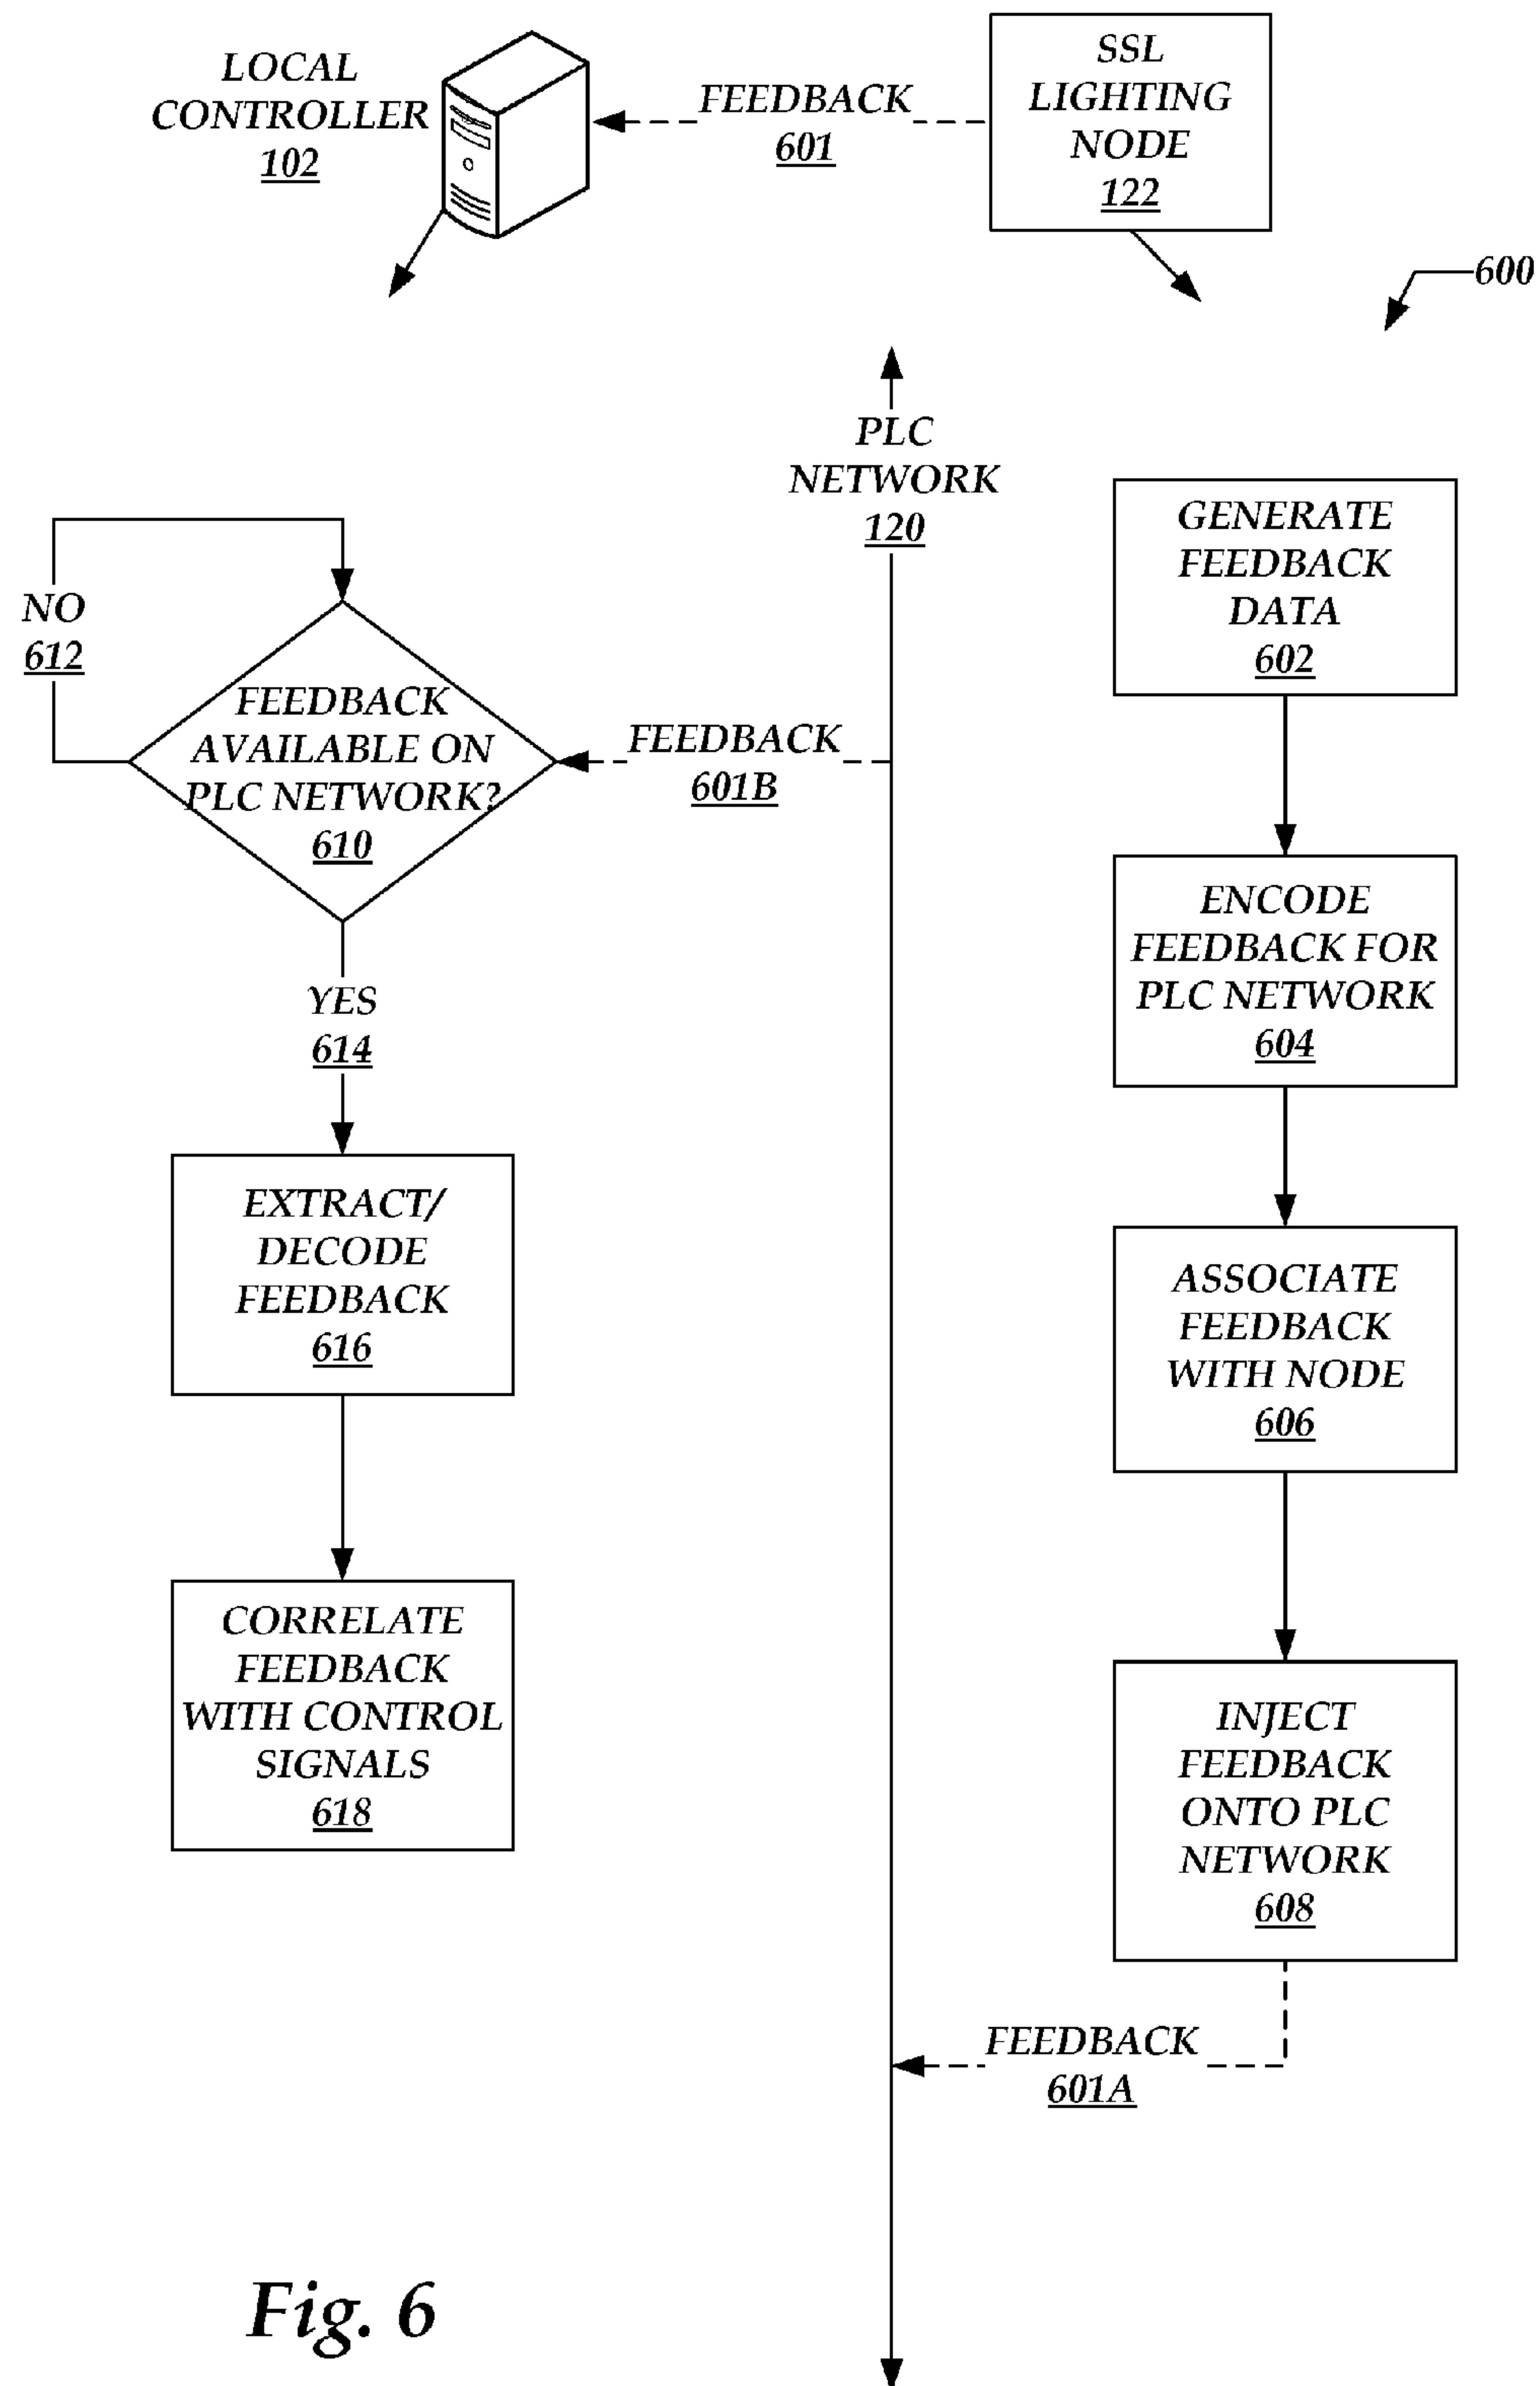 LOCAL
CONTROLLER
102
FEEDBACK
601
SSL
LIGHTING
NODE
122
600
PLC
NETWORK
120
NO
612
FEEDBACK
AVAILABLE ON
PLC NETWORK?
610
FEEDBACK
601B
YES
614
EXTRACT/
DECODE
FEEDBACK
616
CORRELATE
FEEDBACK
WITH CONTROL
SIGNALS
618
GENERATE
FEEDBACK
DATA
602
ENCODE
FEEDBACK FOR
PLC NETWORK
604
ASSOCIATE
FEEDBACK
WITH NODE
606
INJECT
FEEDBACK
ONTO PLC
NETWORK
608
FEEDBACK
601A
Fig. 6